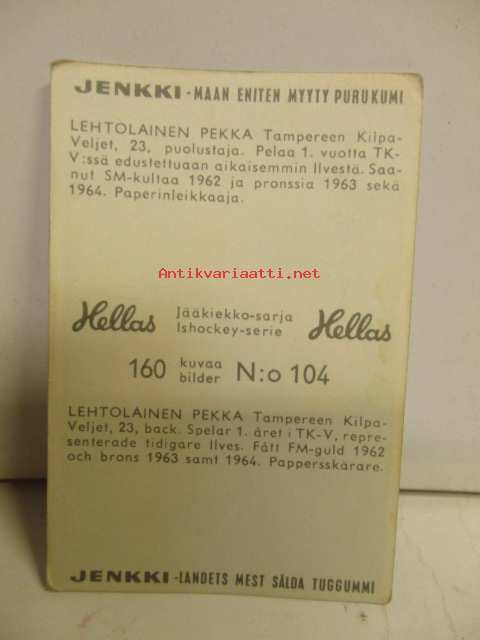 JENKKI - MAAN ENITEN MYYTY PURUKUMI
LEHTOLAINEN PEKKA Tampereen Kilpa-
Veljet, 23, puolustaja. Pelaa 1. vuotta TK-
V:ssä edustettuaan aikaisemmin Ilvestä. Saa-
nut SM-kultaa 1962 ja pronssia 1963 sekä
1964. Paperinleikkaaja.
Antikvariaatti.net
Hellas Jääkiekko-sarja Hellas
Ishockey-serie
160 kuvaa N:o 104
bilder
LEHTOLAINEN PEKKA Tampereen Kilpa-
Veljet, 23, back. Spelar 1. året i TK-V, repre-
senterade tidigare Ilves. Fått FM-guld 1962
och brons 1963 samt 1964. Pappersskärare.
JENKKI - LANDETS MEST SÅLDA TUGGUMMI